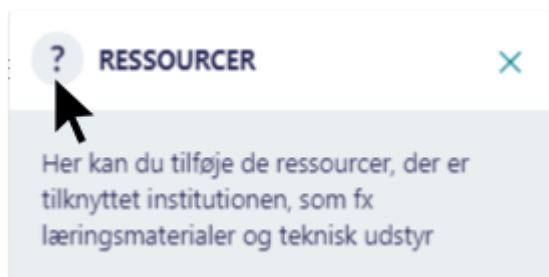 ? RESSOURCER
Her kan du tilføje de ressourcer, der er
tilknyttet institutionen, som fx
læringsmaterialer og teknisk udstyr